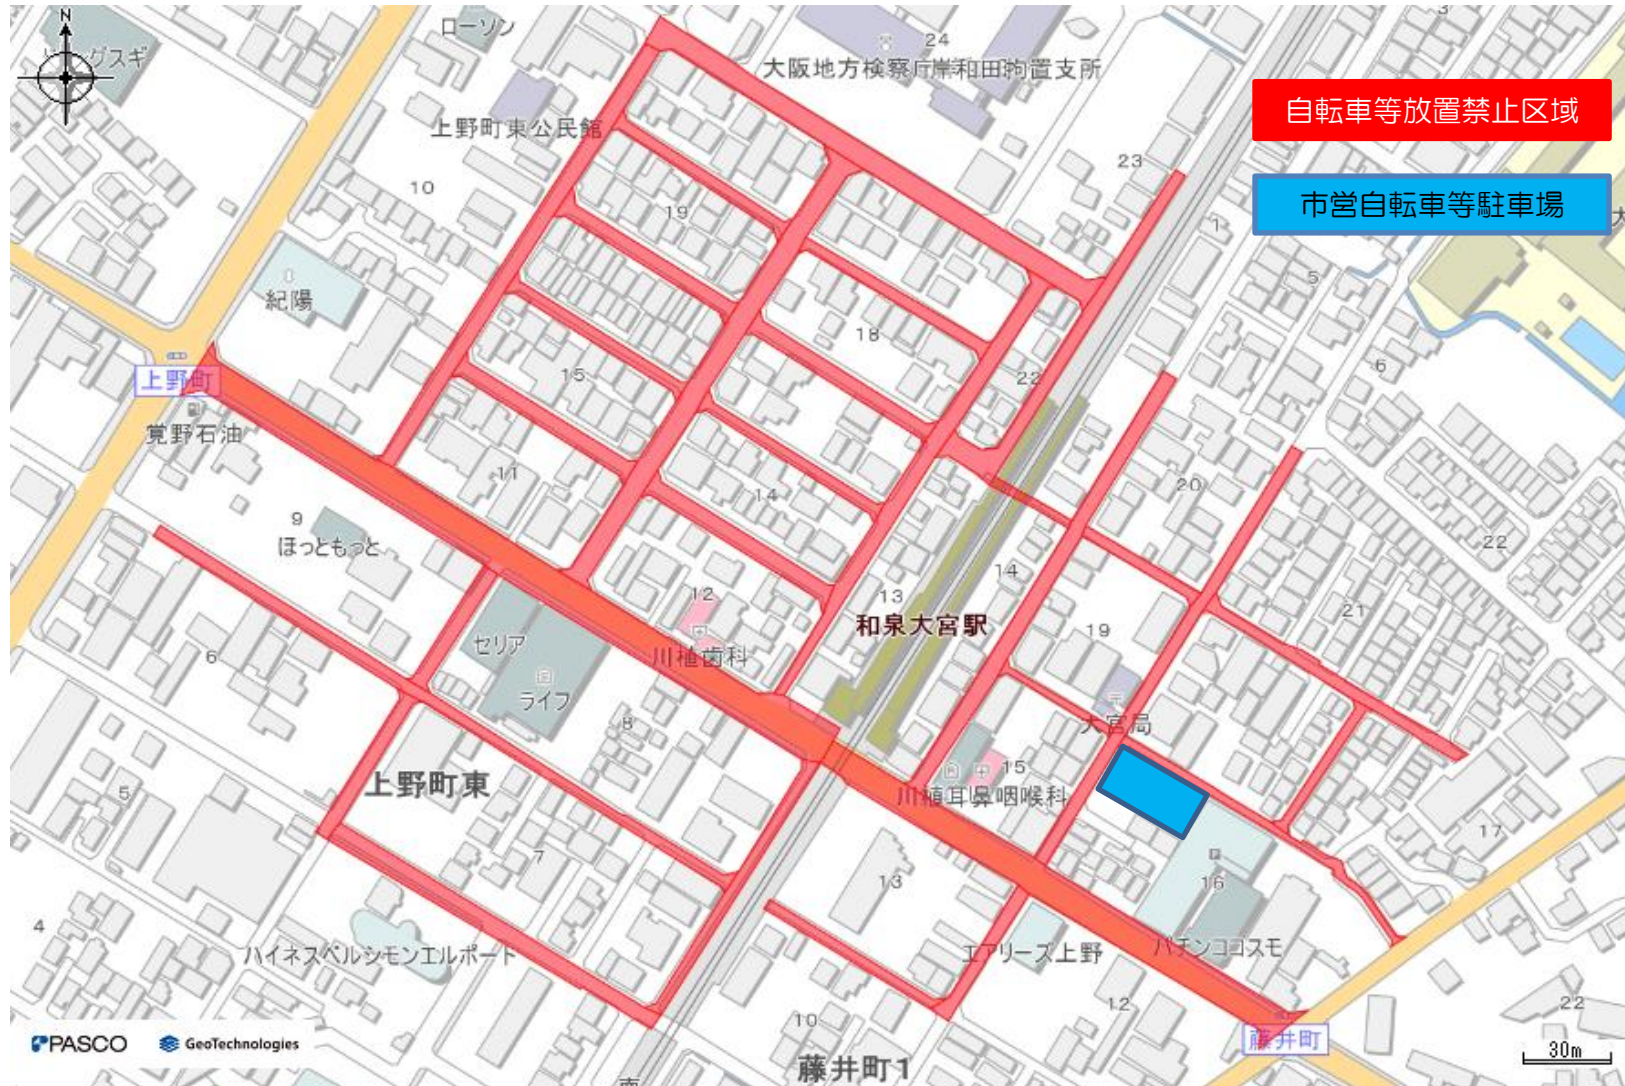 N
ローソン
24
大阪地方検察庁岸和田拘置支所
3
自転車等放置禁止区域
市営自転車等駐車場
上野町東公民館
23
10
19
1
5
紀陽
18
6
上野町
15
22
覚野石油
11
14
20
9
ほっともっと
22
14
13
12
21
和泉大宮駅
19
セリア
川植歯科
6
ライフ
大宮局
8
15
上野町東
川植耳鼻咽喉科
5
17
7
13
16
4
ハイネスペルシモンエルポート
エアリーズ上野
パチンココスモ
12
22
10
PASCO
GeoTechnologies
藤井町
30m
藤井町1